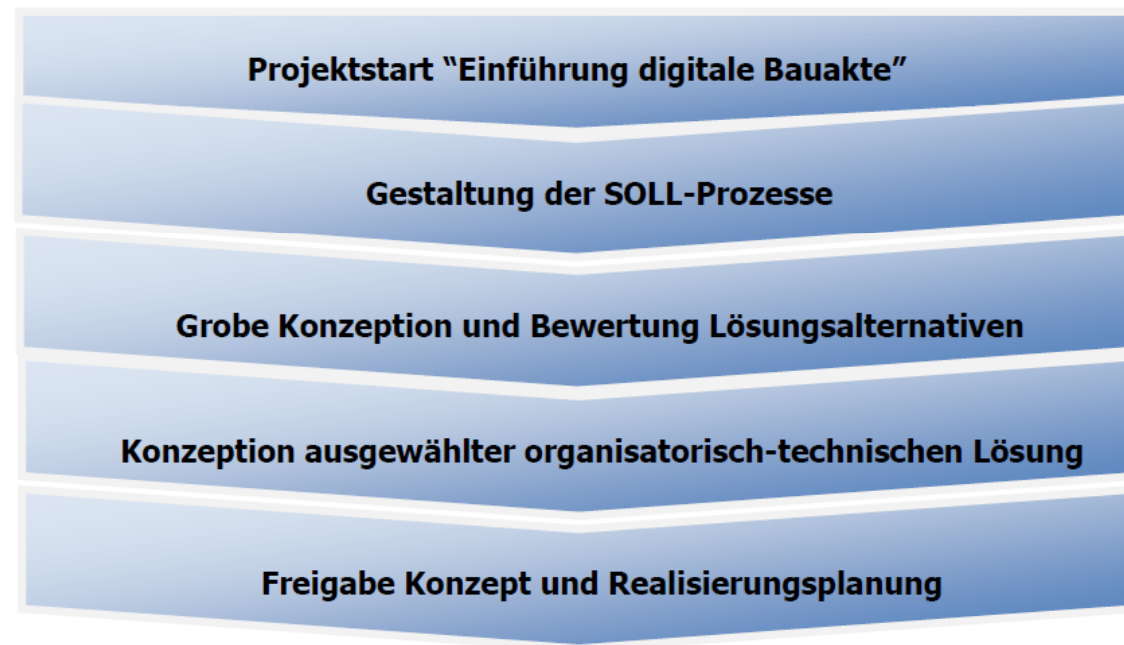 Projektstart “Einführung digitale Bauakte”
Gestaltung der SOLL-Prozesse
Grobe Konzeption und Bewertung Lösungsalternativen
Konzeption ausgewählter organisatorisch-technischen Lösung
Freigabe Konzept und Realisierungsplanung